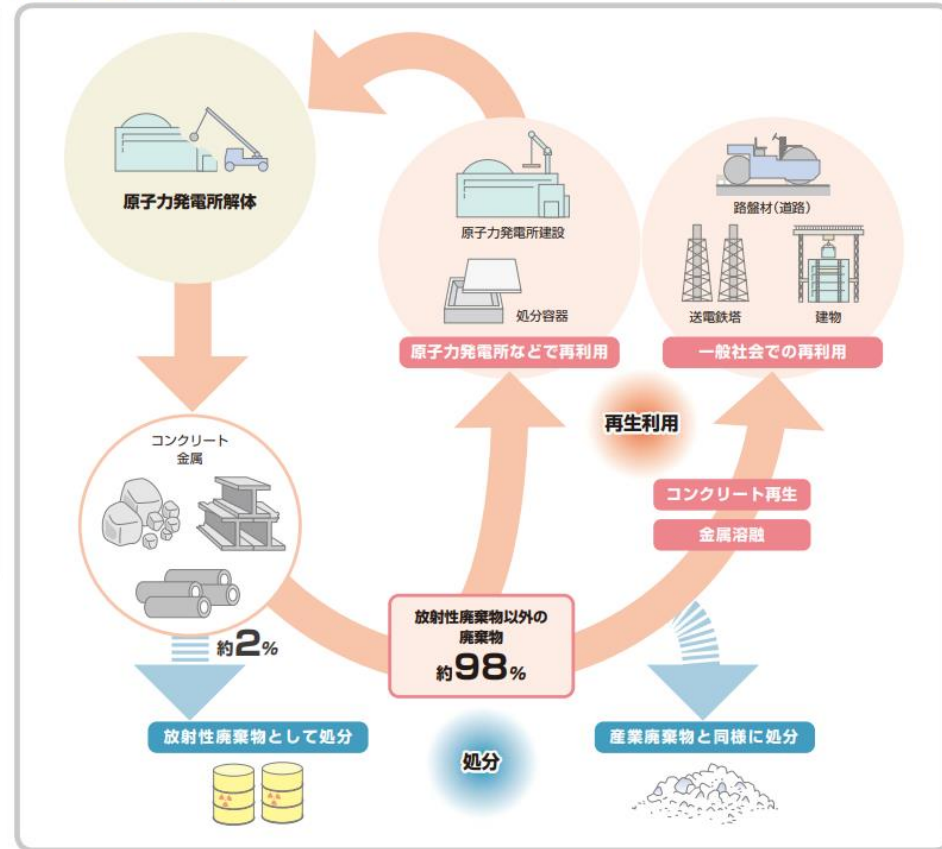 原子力発電所解体
原子力発電所建設
処分容器
原子力発電所などで再利用
路盤材(道路)
送電鉄塔
建物
一般社会での再利用
再生利用
コンクリート再生
金属溶融
コンクリート
金属
約2%
放射性廃棄物以外の
廃棄物
約98%
放射性廃棄物として処分
処分
産業廃棄物と同様に処分